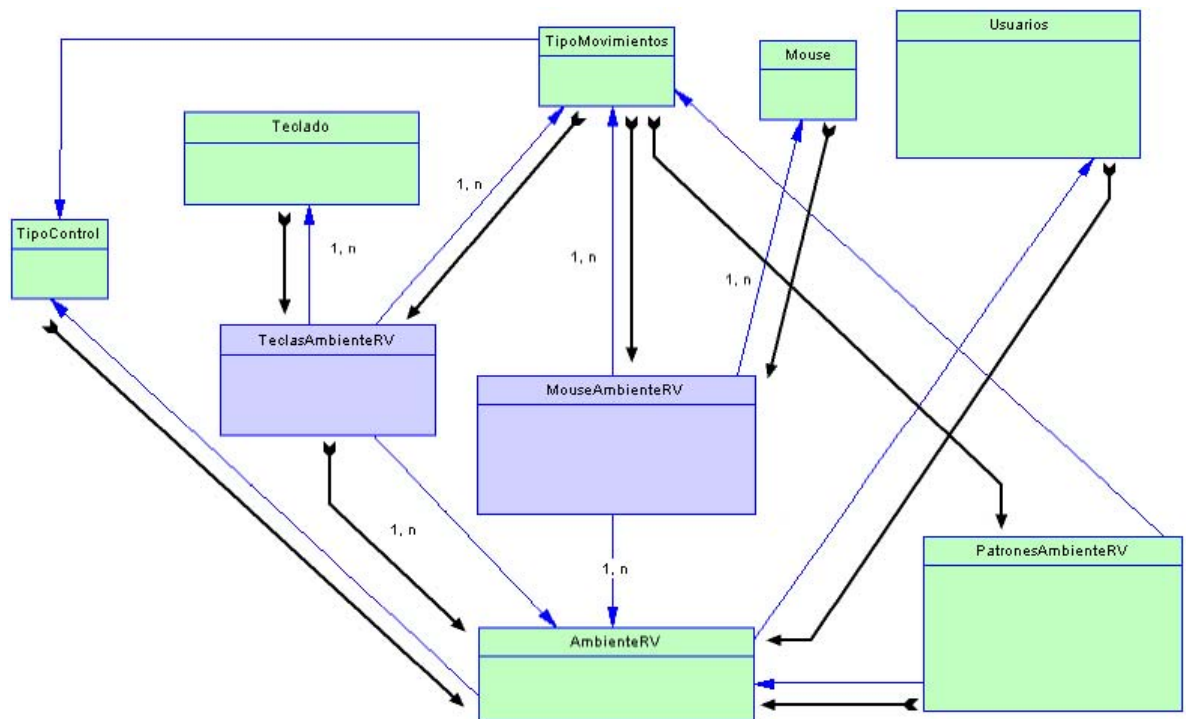 Usuarios
TipoMovimientos
Mouse
Teclado
1, n
TipoControl
1, n
1, n
1, n
TeclasAmbienteRV
MouseAmbienteRV
1, n
PatronesAmbienteRV
1, n
AmbienteRV